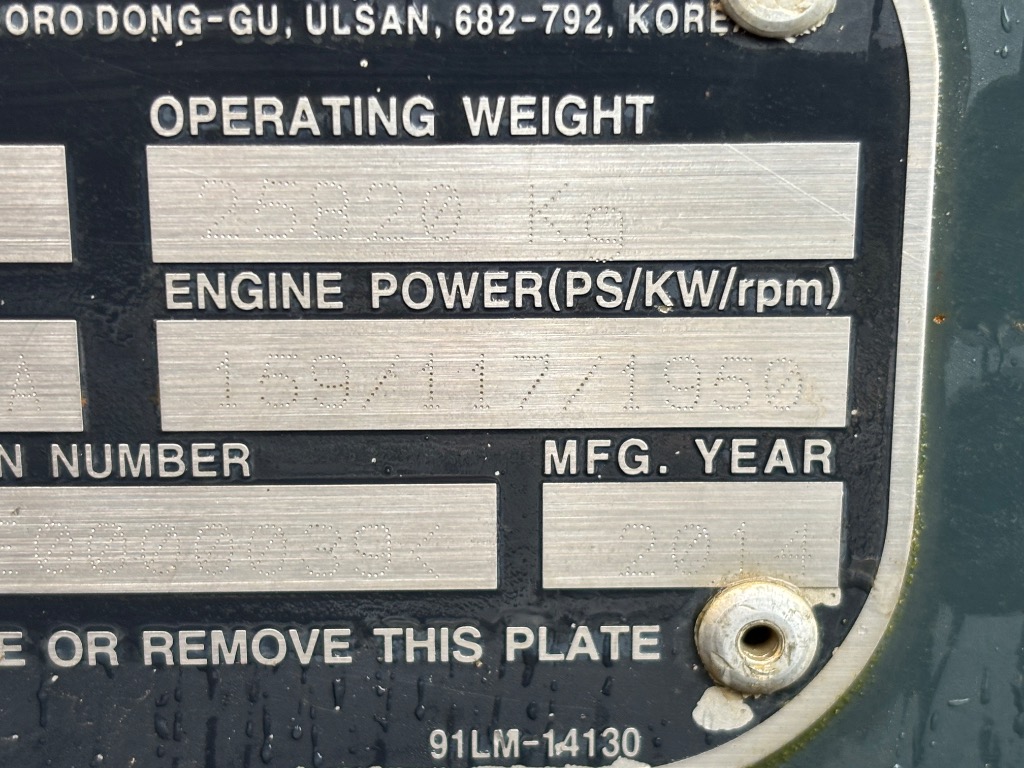 ORO DONG-GU, ULSAN, 682-792, KORE
OPERATING WEIGHT
25820 Kg
ENGINE POWER(PS/KW/rpm)
A
159/117/1950
N NUMBER
MFG. YEAR
0000039
2014
E OR REMOVE THIS PLATE
91LM-14130